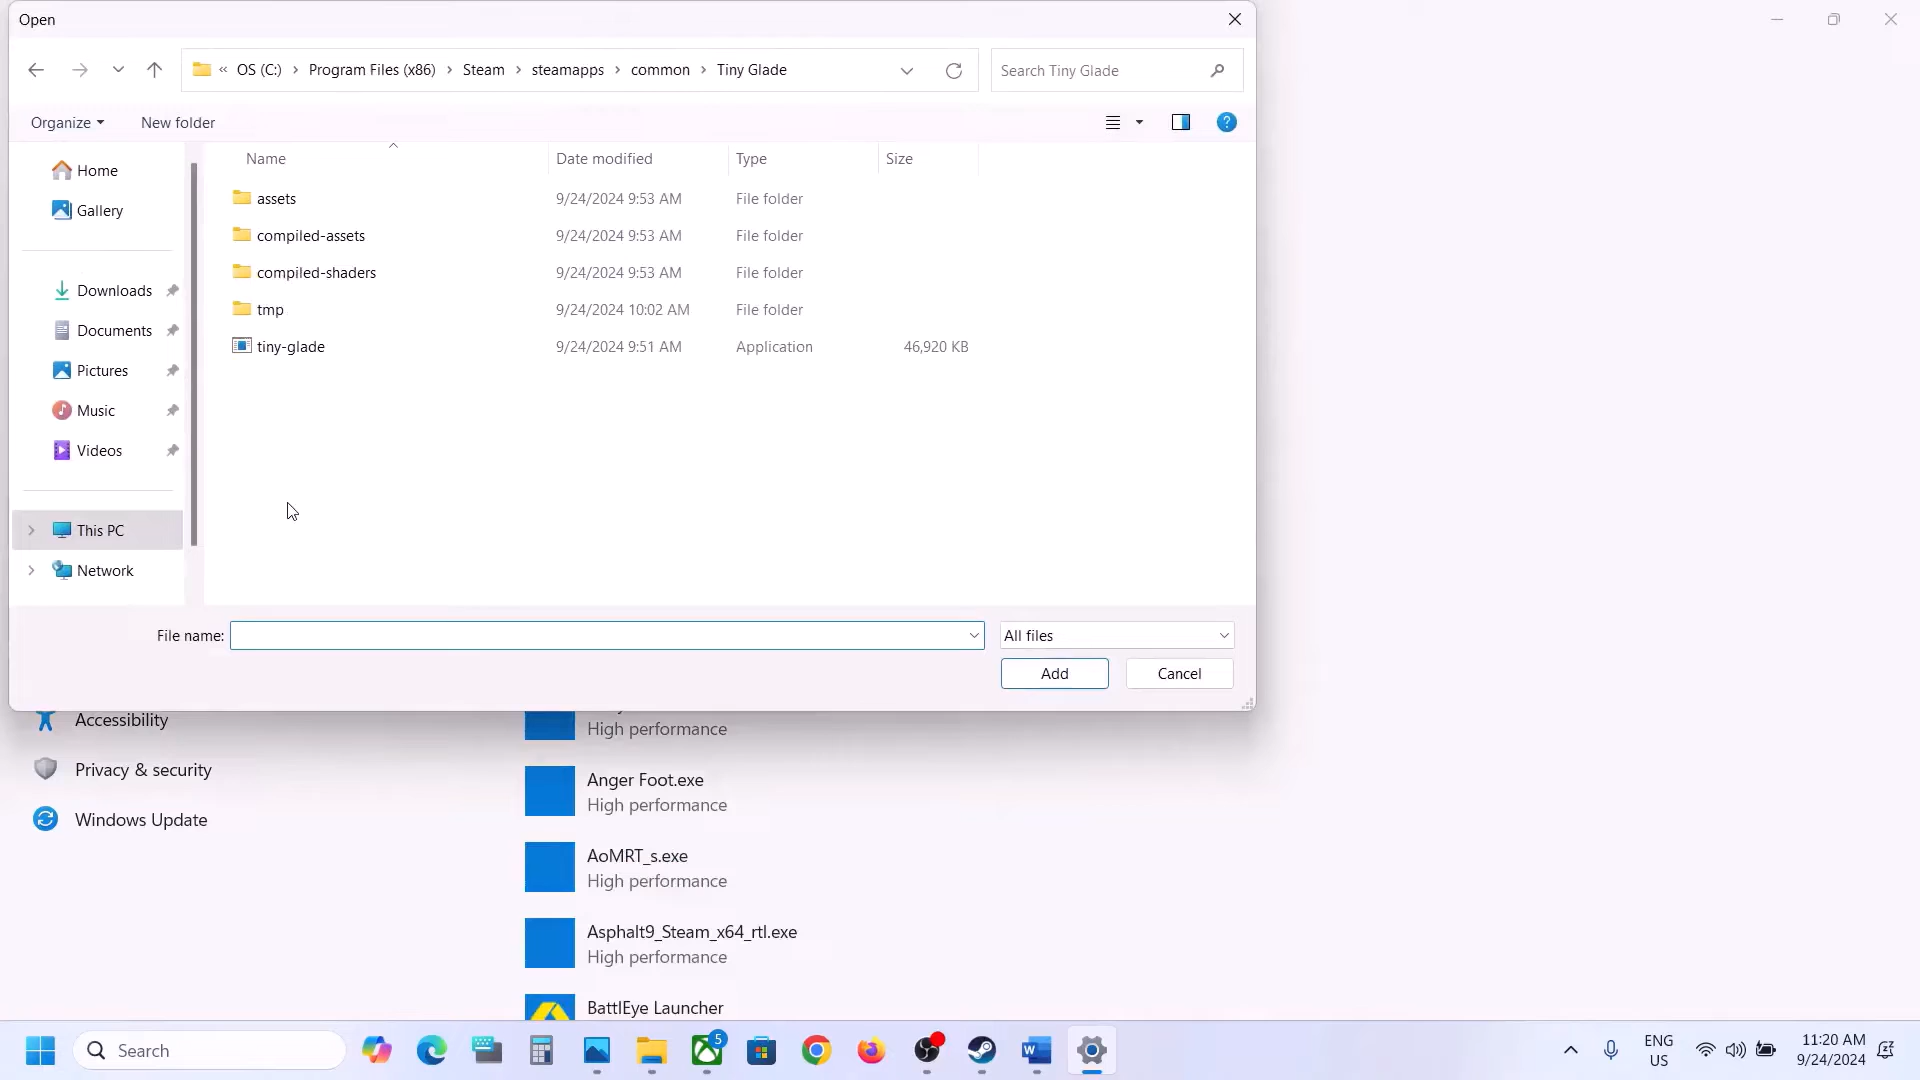 Open
« OS (C:) › Program Files (x86) › Steam › steamapps › common › Tiny Glade
Search Tiny Glade
Organize
New folder
?
Home
Gallery
Downloads
Documents
Pictures
Music
Videos
This PC
Network
Name Date modified Type Size
assets 9/24/2024 9:53 AM File folder
compiled-assets 9/24/2024 9:53 AM File folder
compiled-shaders 9/24/2024 9:53 AM File folder
tmp 9/24/2024 10:02 AM File folder
tiny-glade 9/24/2024 9:51 AM Application 46,920 KB
File name:
All files
Add
Cancel
Accessibility
Privacy & security
Windows Update
High performance
Anger Foot.exe
High performance
AoMRT_s.exe
High performance
Asphalt9_Steam_x64_rtl.exe
High performance
BattlEye Launcher
Search
5
ENG
US
11:20 AM
9/24/2024